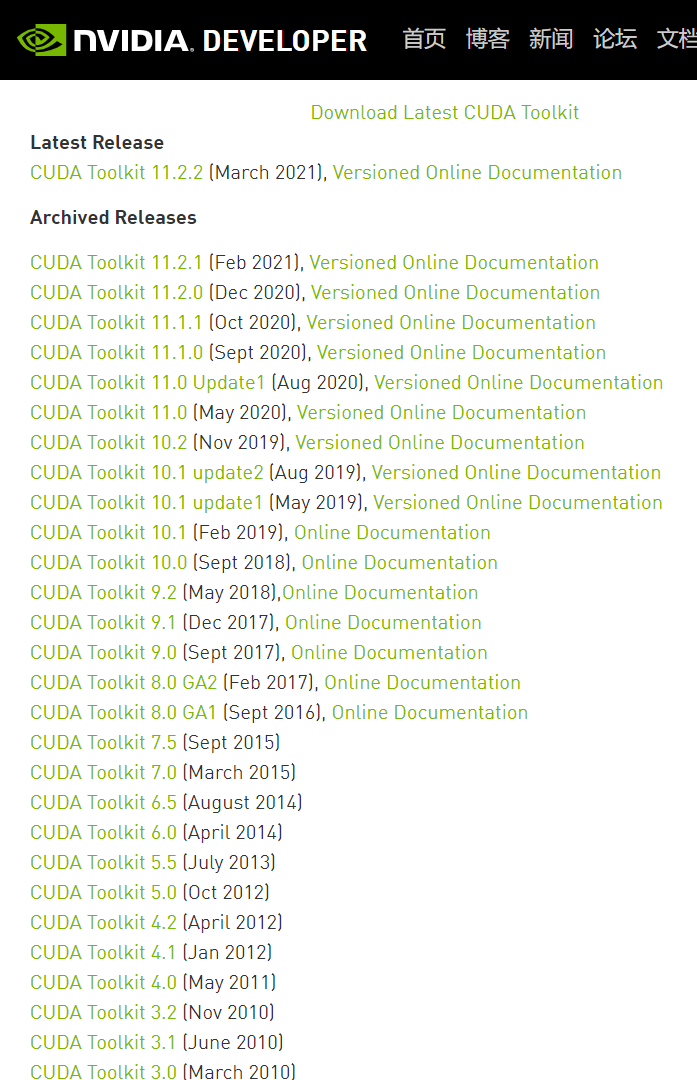 NVIDIA. DEVELOPER 首页 博客 新闻 论坛 文档
Download Latest CUDA Toolkit
Latest Release
CUDA Toolkit 11.2.2 (March 2021), Versioned Online Documentation
Archived Releases
CUDA Toolkit 11.2.1 (Feb 2021), Versioned Online Documentation
CUDA Toolkit 11.2.0 (Dec 2020), Versioned Online Documentation
CUDA Toolkit 11.1.1 (Oct 2020), Versioned Online Documentation
CUDA Toolkit 11.1.0 (Sept 2020), Versioned Online Documentation
CUDA Toolkit 11.0 Update1 (Aug 2020), Versioned Online Documentation
CUDA Toolkit 11.0 (May 2020), Versioned Online Documentation
CUDA Toolkit 10.2 (Nov 2019), Versioned Online Documentation
CUDA Toolkit 10.1 update2 (Aug 2019), Versioned Online Documentation
CUDA Toolkit 10.1 update1 (May 2019), Versioned Online Documentation
CUDA Toolkit 10.1 (Feb 2019), Online Documentation
CUDA Toolkit 10.0 (Sept 2018), Online Documentation
CUDA Toolkit 9.2 (May 2018),Online Documentation
CUDA Toolkit 9.1 (Dec 2017), Online Documentation
CUDA Toolkit 9.0 (Sept 2017), Online Documentation
CUDA Toolkit 8.0 GA2 (Feb 2017), Online Documentation
CUDA Toolkit 8.0 GA1 (Sept 2016), Online Documentation
CUDA Toolkit 7.5 (Sept 2015)
CUDA Toolkit 7.0 (March 2015)
CUDA Toolkit 6.5 (August 2014)
CUDA Toolkit 6.0 (April 2014)
CUDA Toolkit 5.5 (July 2013)
CUDA Toolkit 5.0 (Oct 2012)
CUDA Toolkit 4.2 (April 2012)
CUDA Toolkit 4.1 (Jan 2012)
CUDA Toolkit 4.0 (May 2011)
CUDA Toolkit 3.2 (Nov 2010)
CUDA Toolkit 3.1 (June 2010)
CUDA Toolkit 3.0 (March 2010)